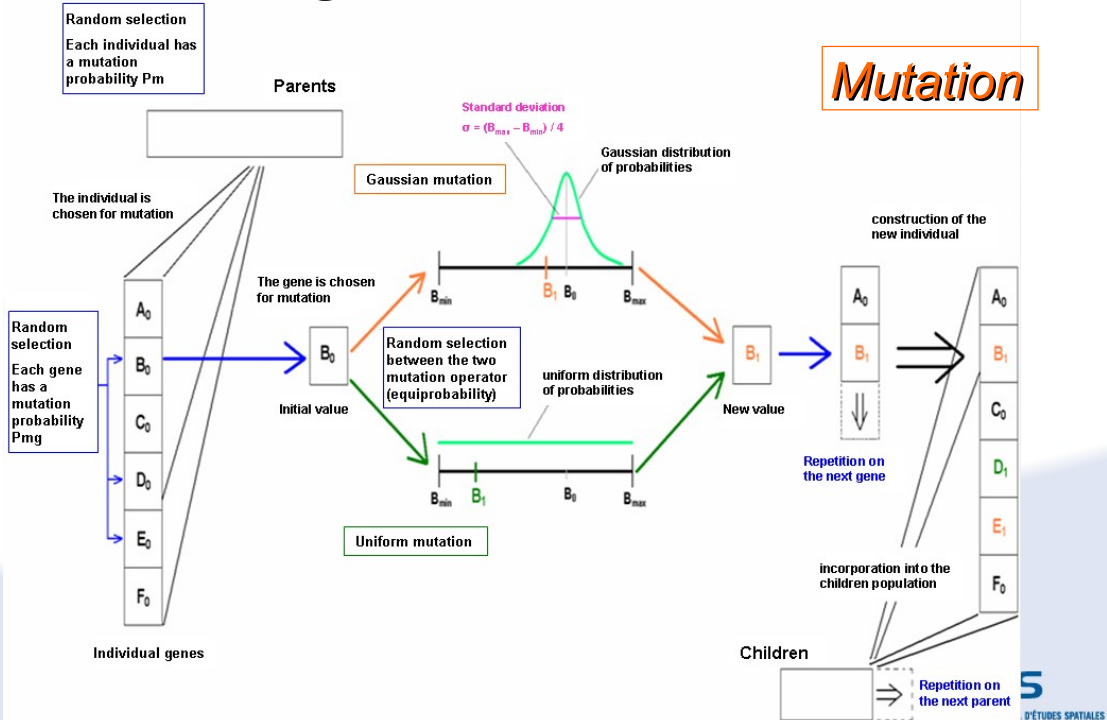 Random selection
Each individual has
a mutation
probability Pm
Mutation
Parents
Standard deviation
σ = (Bmax – Bmin) / 4
Gaussian distribution
of probabilities
Gaussian mutation
The individual is
chosen for mutation
construction of the
new individual
The gene is chosen
for mutation
Bmin
B1
B0
Bmax
A0
B0
C0
D0
E0
F0
Random
selection
Each gene
has a
mutation
probability
Pmg
B0
Initial value
Random selection
between the two
mutation operator
(equiprobability)
uniform distribution
of probabilities
B1
New value
A0
B1
⇓
Repetition on
the next gene
A0
B1
C0
D1
E1
F0
Bmin
B1
B0
Bmax
Uniform mutation
incorporation into the
children population
Individual genes
Children
Repetition on
the next parent
S
D'ÉTUDES SPATIALES